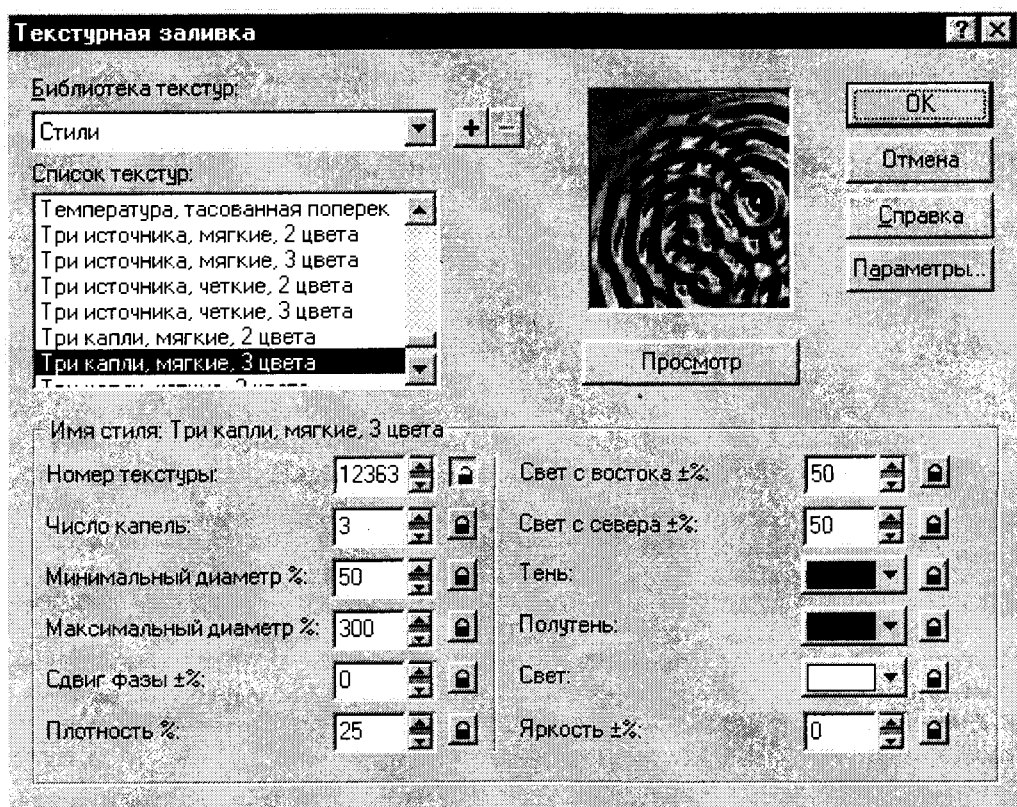 Текстурная заливка
Библиотека текстур:
Стили
Список текстур:
Температура, тасованная поперек
Три источника, мягкие, 2 цвета
Три источника, мягкие, 3 цвета
Три источника, четкие, 2 цвета
Три источника, четкие, 3 цвета
Три капли, мягкие, 2 цвета
Три капли, мягкие, 3 цвета
OK
Отмена
Справка
Параметры...
Просмотр
Имя стиля: Три капли, мягкие, 3 цвета
Номер текстуры: 12363
Число капель: 3
Минимальный диаметр %: 50
Максимальный диаметр %: 300
Сдвиг фазы ±%: 0
Плотность %: 25
Свет с востока ±%: 50
Свет с севера ±%: 50
Тень:
Полутень:
Свет:
Яркость ±%: 0